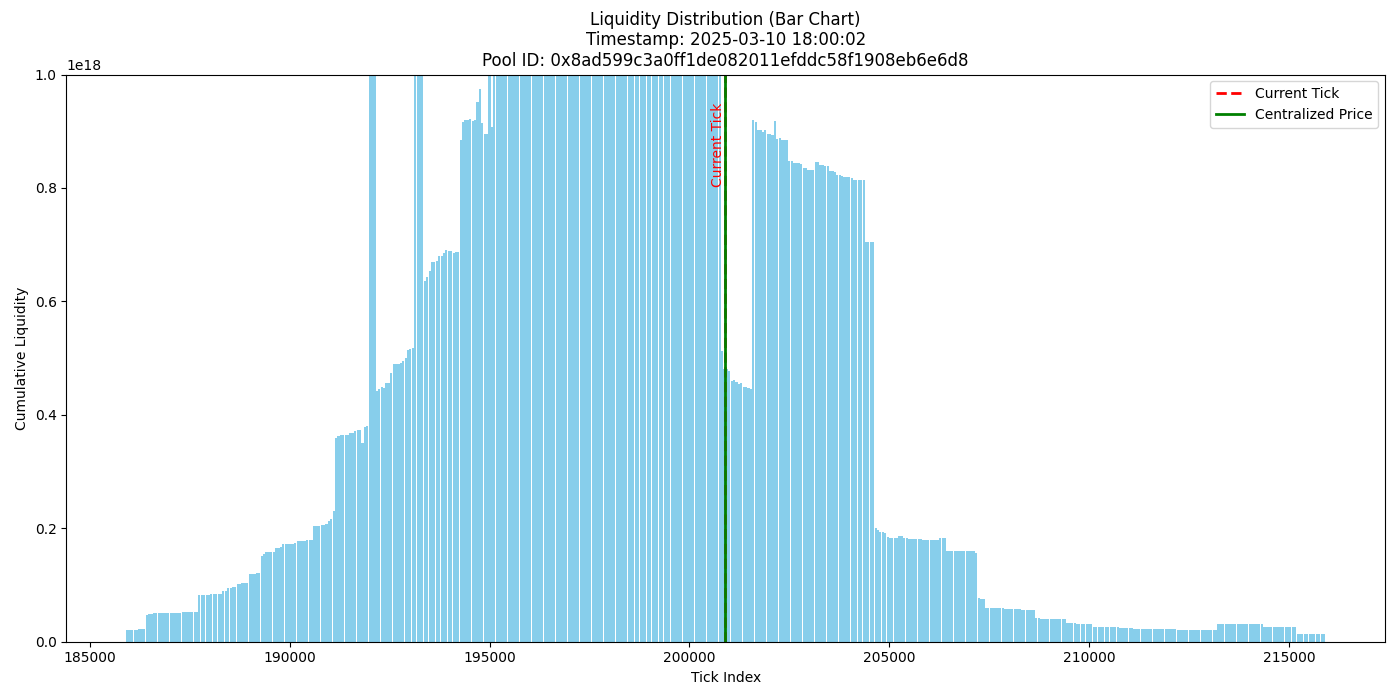 Liquidity Distribution (Bar Chart)
Timestamp: 2025-03-10 18:00:02
Pool ID: 0x8ad599c3a0ff1de082011efddc58f1908eb6e6d8
1e18
1.0
0.8
0.6
0.4
0.2
0.0
Cumulative Liquidity
Current Tick
Current Tick
Centralized Price
185000 190000 195000 200000 205000 210000 215000
Tick Index